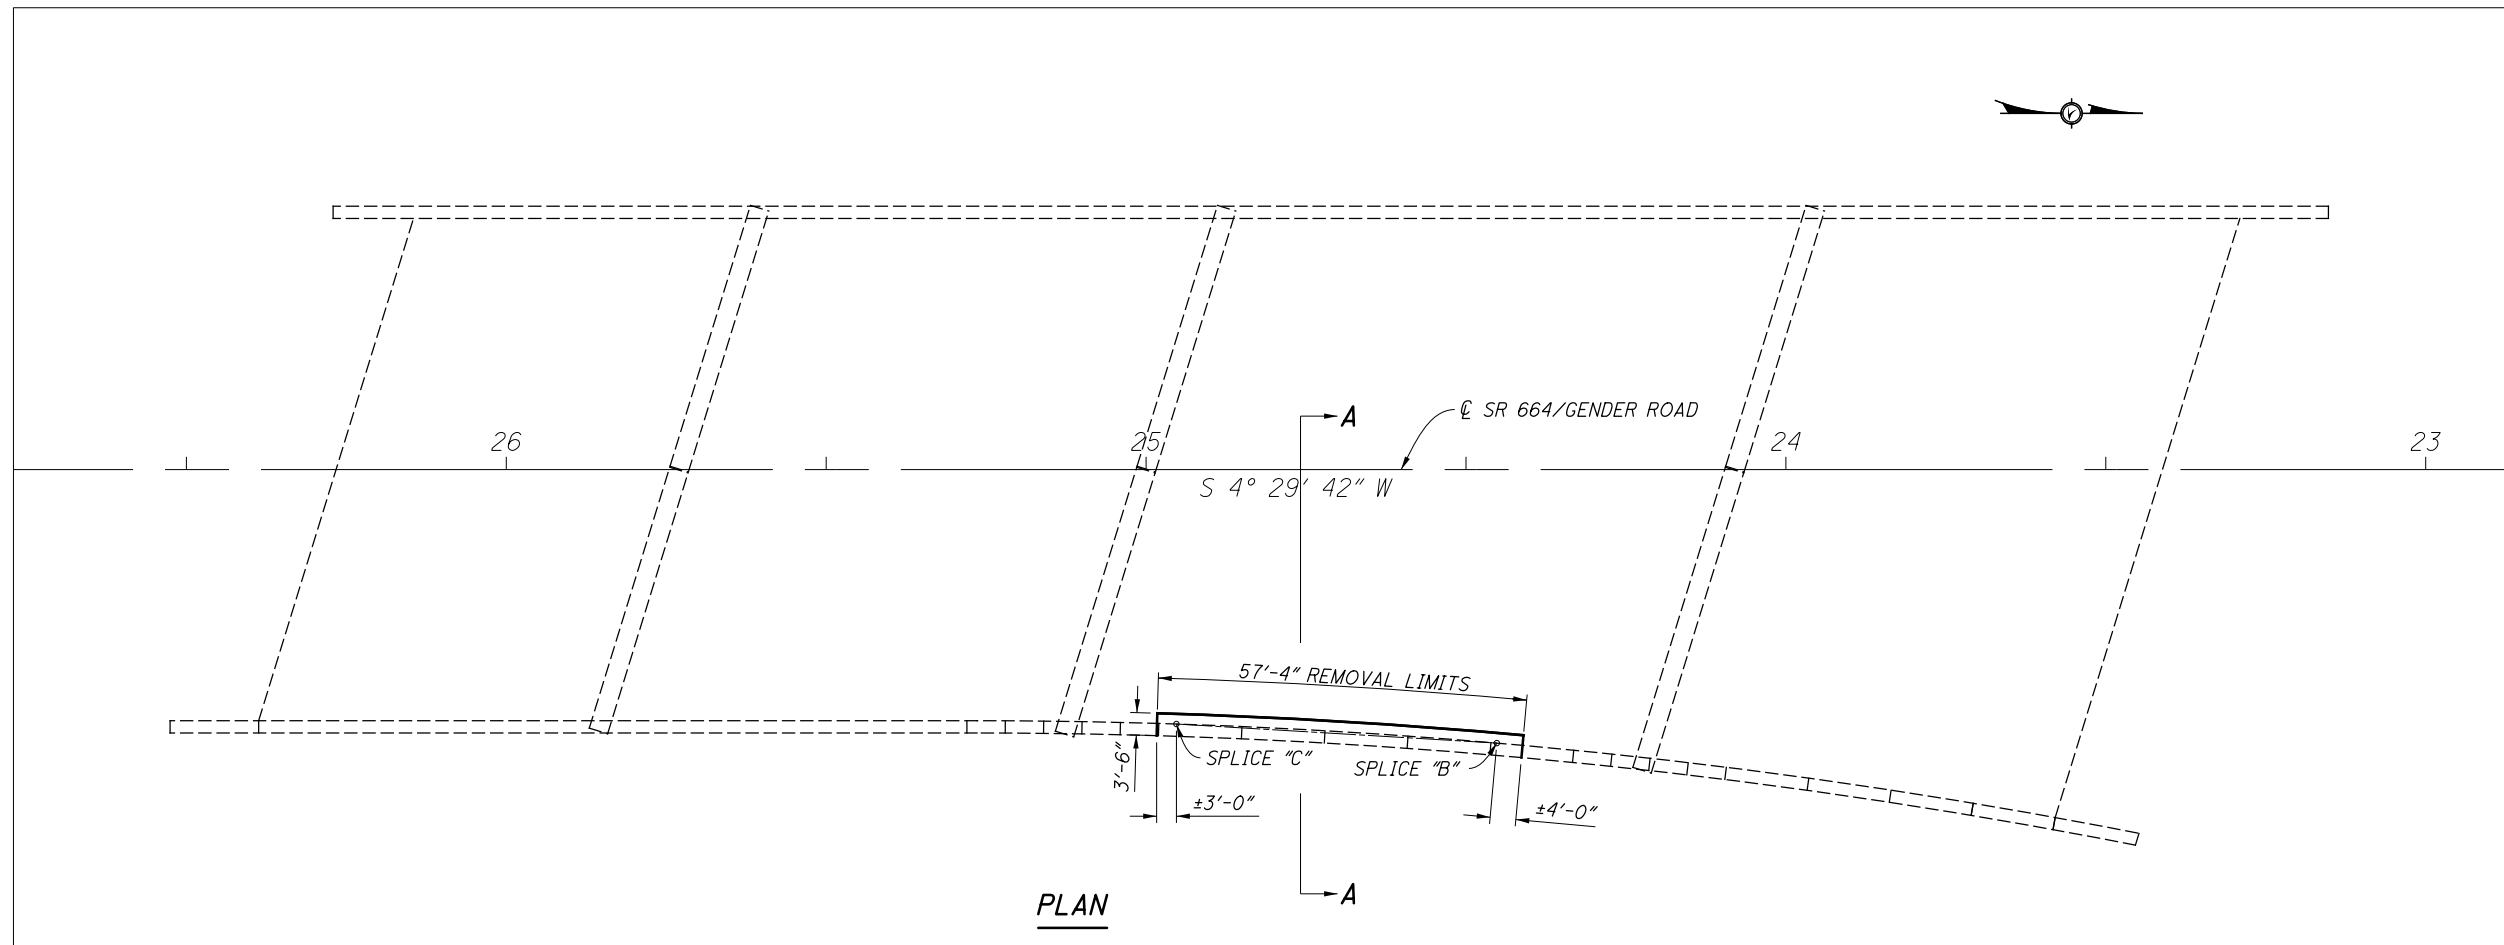 ℄ SR 664/GENDER ROAD
A
26
25
24
23
S 4° 29' 42" W
57'-4" REMOVAL LIMITS
3'-6"
SPLICE "C"
SPLICE "B"
±3'-0"
±4'-0"
A
PLAN